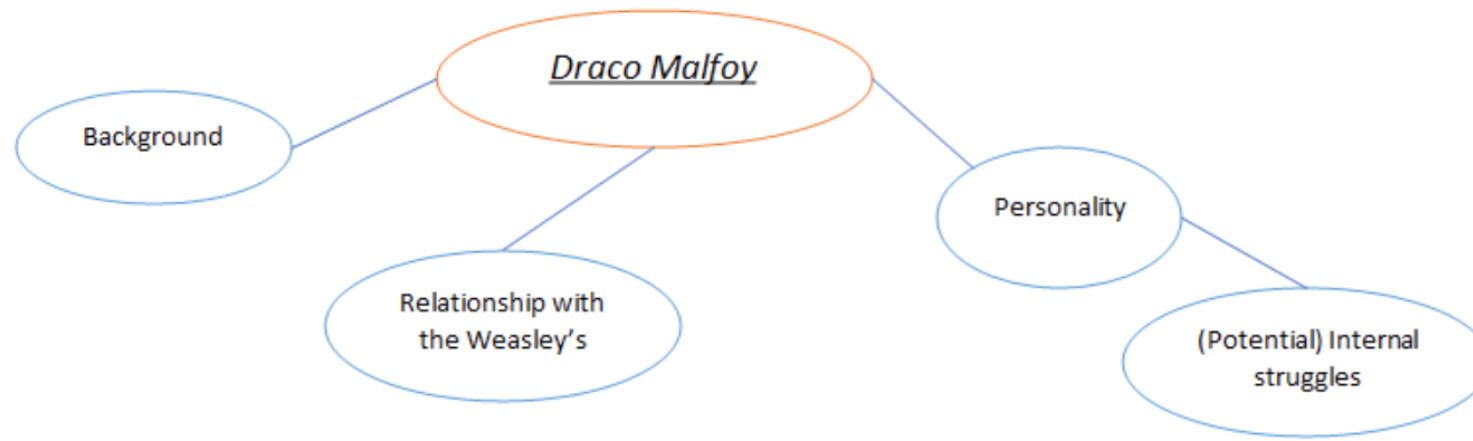 Draco Malfoy
Background
Personality
Relationship with
the Weasley’s
(Potential) Internal
struggles